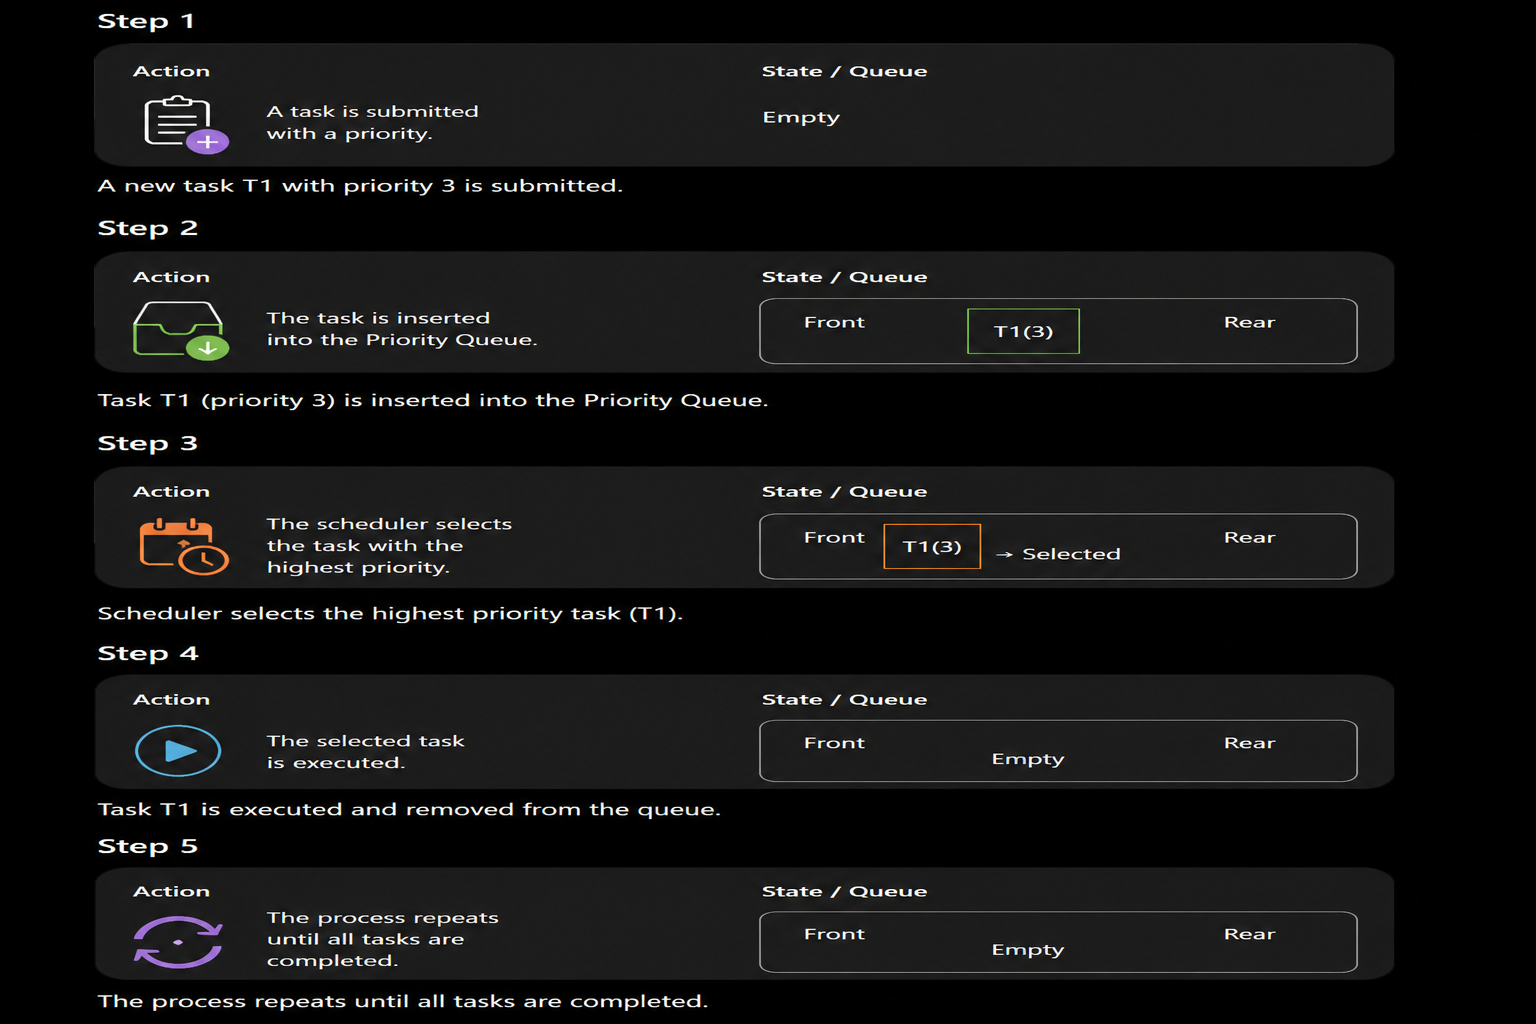 Step 1
Action
State / Queue
A task is submitted
with a priority.
Empty
A new task T1 with priority 3 is submitted.
Step 2
Action
State / Queue
The task is inserted
into the Priority Queue.
Front
T1(3)
Rear
Task T1 (priority 3) is inserted into the Priority Queue.
Step 3
Action
State / Queue
The scheduler selects
the task with the
highest priority.
Front
T1(3)
→ Selected
Rear
Scheduler selects the highest priority task (T1).
Step 4
Action
State / Queue
The selected task
is executed.
Front
Empty
Rear
Task T1 is executed and removed from the queue.
Step 5
Action
State / Queue
The process repeats
until all tasks are
completed.
Front
Empty
Rear
The process repeats until all tasks are completed.